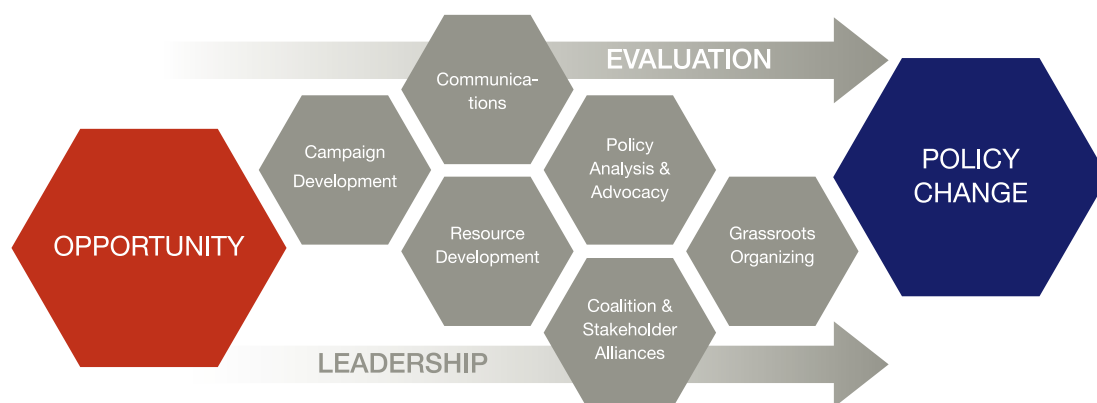 EVALUATION
Communica-
tions
Campaign
Development
Policy
Analysis &
Advocacy
POLICY
CHANGE
OPPORTUNITY
Resource
Development
Grassroots
Organizing
Coalition &
Stakeholder
Alliances
LEADERSHIP